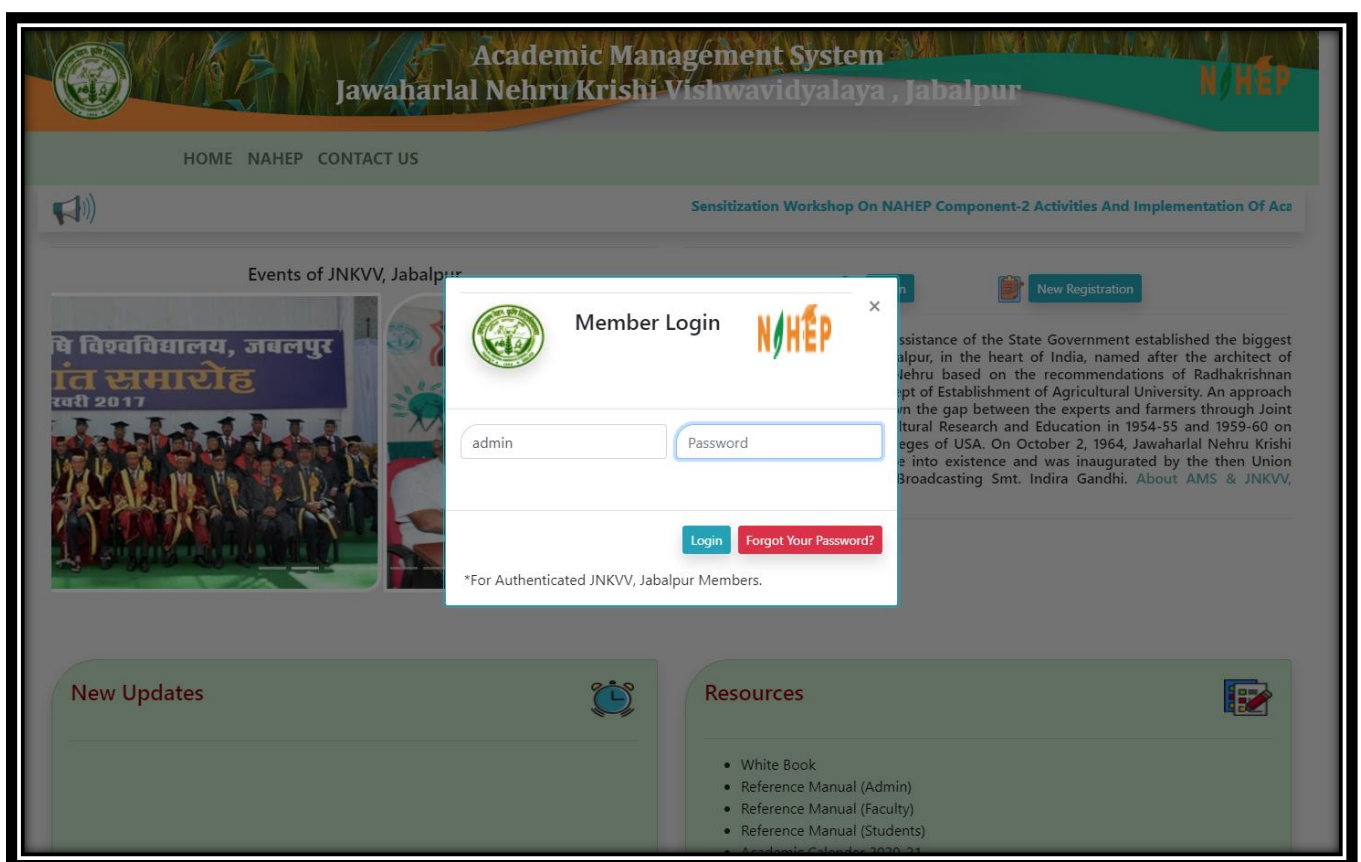 Academic Management System
Jawaharlal Nehru Krishi Vishwavidyalaya , Jabalpur
NAHEP
HOME NAHEP CONTACT US
Sensitization Workshop On NAHEP Component-2 Activities And Implementation Of Aca
Events of JNKVV, Jabalpur
New Registration
षि विश्वविद्यालय, जबलपुर
ांत समारोह
रवरी 2017
ssistance of the State Government established the biggest
alpur, in the heart of India, named after the architect of
Nehru based on the recommendations of Radhakrishnan
ept of Establishment of Agricultural University. An approach
wn the gap between the experts and farmers through Joint
ltural Research and Education in 1954-55 and 1959-60 on
eges of USA. On October 2, 1964, Jawaharlal Nehru Krishi
e into existence and was inaugurated by the then Union
Broadcasting Smt. Indira Gandhi. About AMS & JNKVV,
Member Login
NAHEP
×
admin
Password
Login Forgot Your Password?
*For Authenticated JNKVV, Jabalpur Members.
New Updates
Resources
White Book
Reference Manual (Admin)
Reference Manual (Faculty)
Reference Manual (Students)
Academic Calender 2020-21